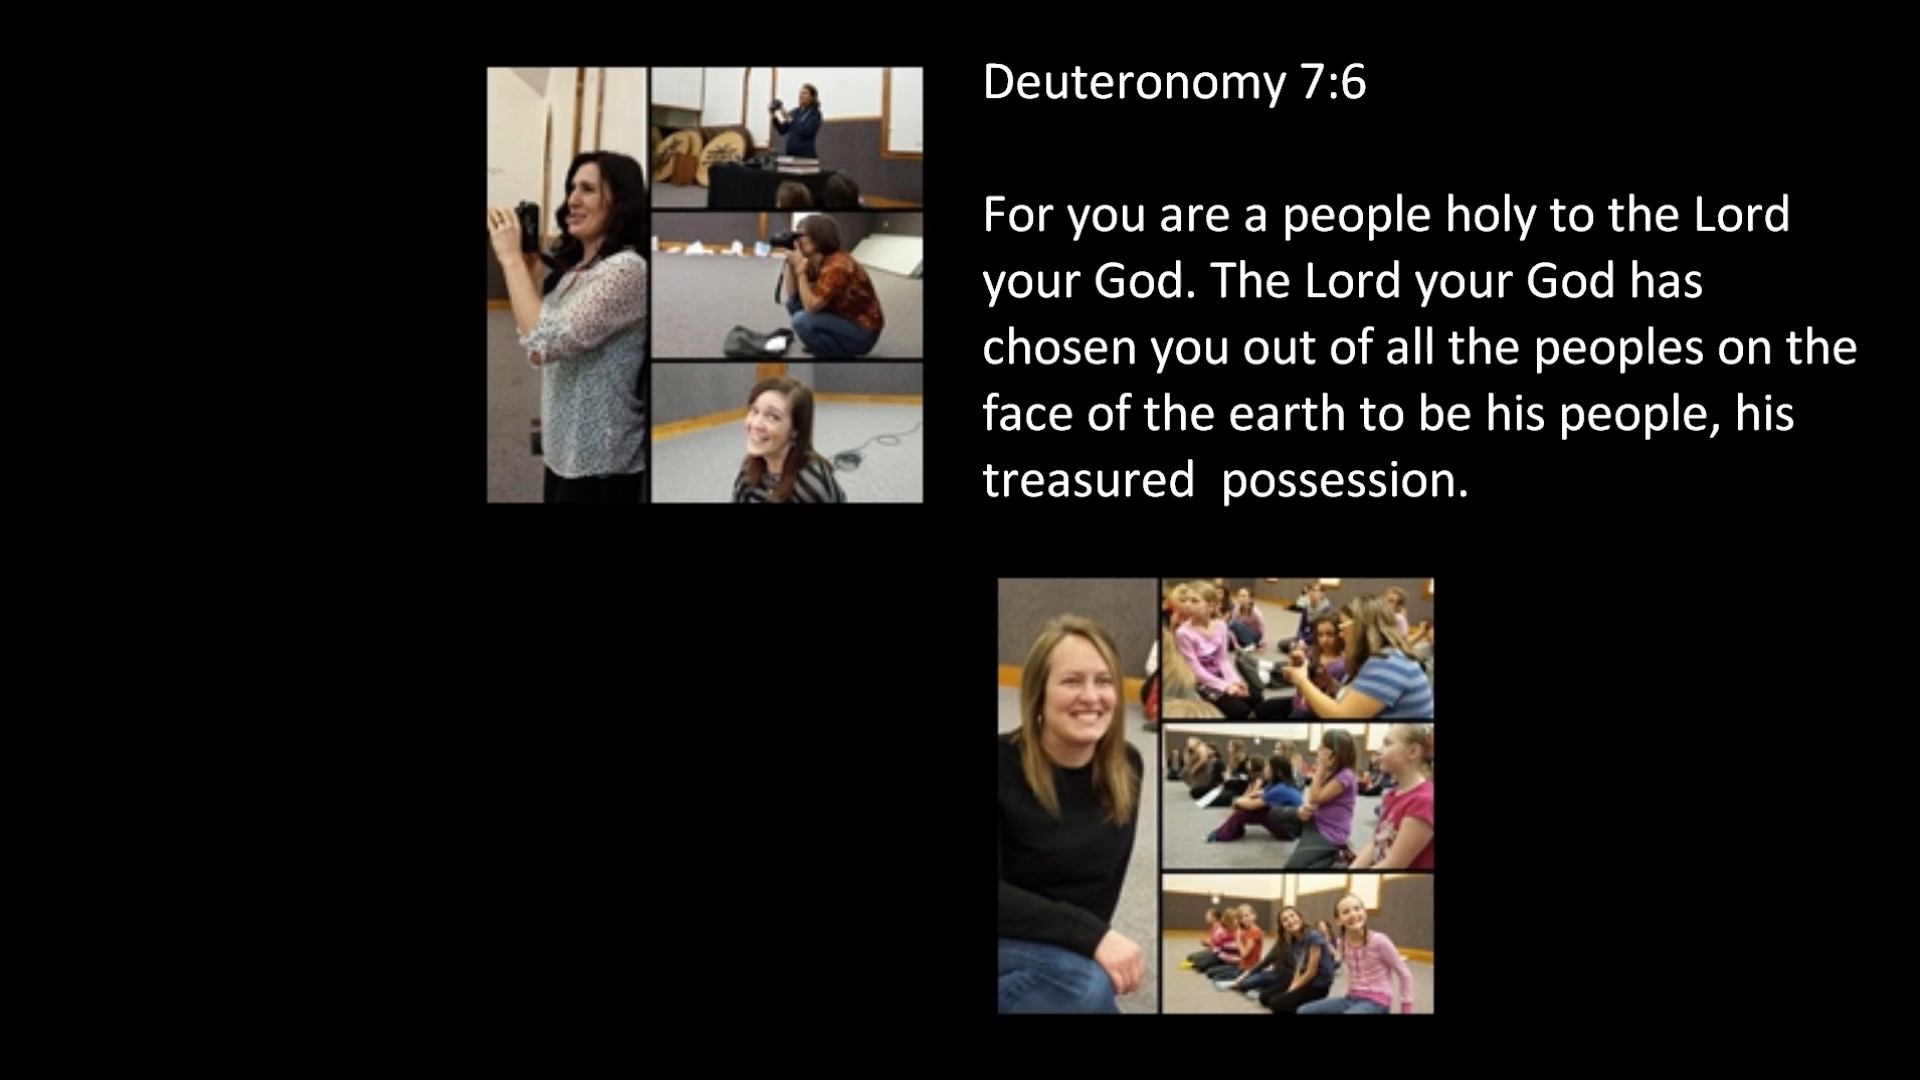 Deuteronomy 7:6
For you are a people holy to the Lord
your God. The Lord your God has
chosen you out of all the peoples on the
face of the earth to be his people, his
treasured  possession.